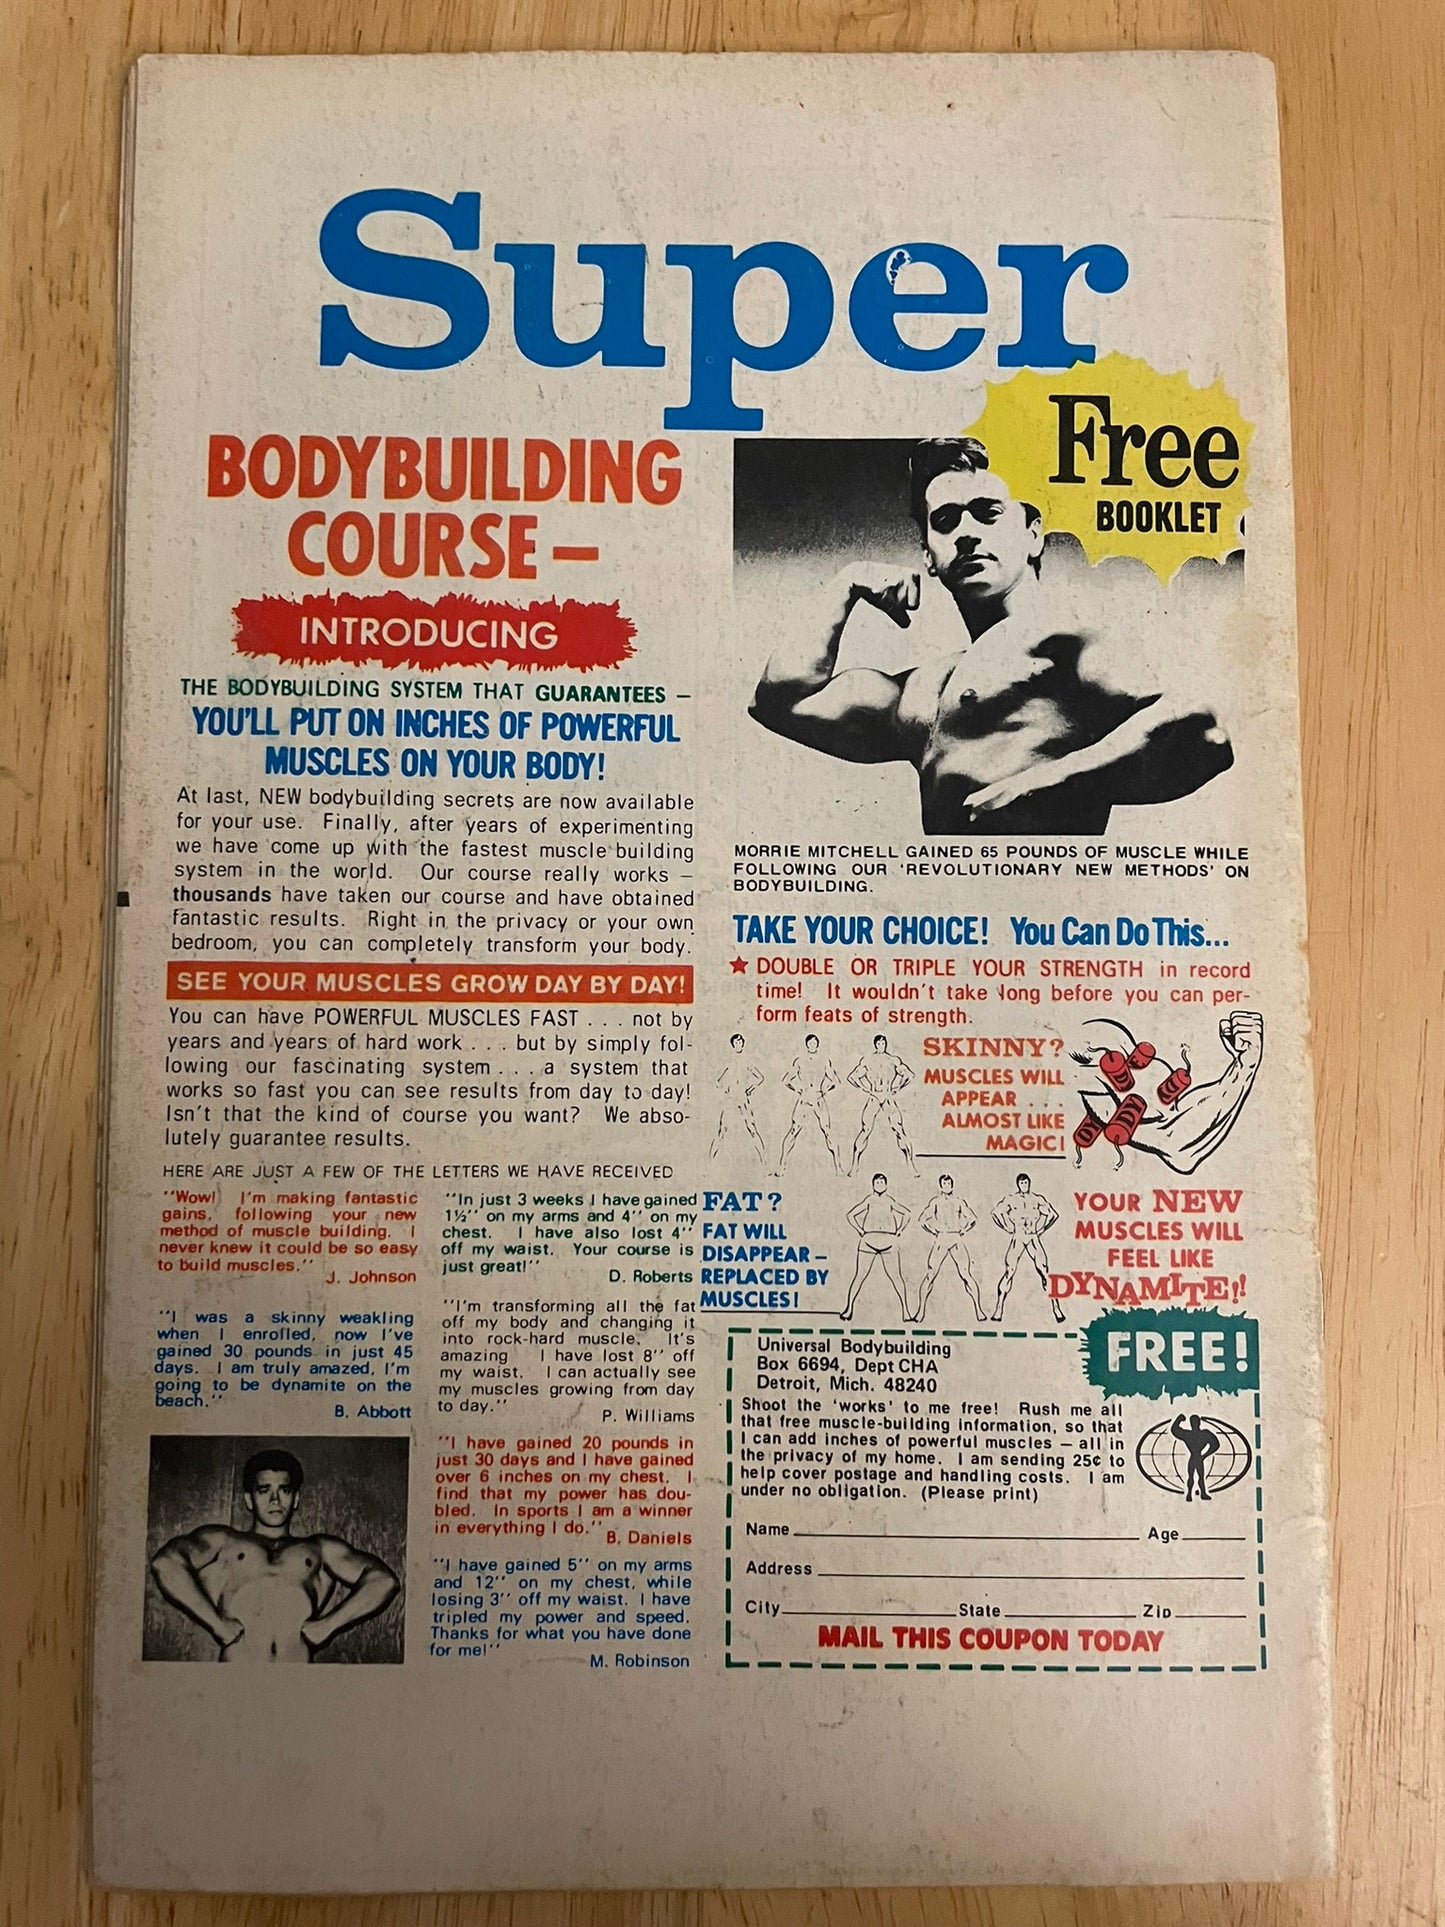 Super
Free
BOOKLET
BODYBUILDING
COURSE —
INTRODUCING
THE BODYBUILDING SYSTEM THAT GUARANTEES —
YOU'LL PUT ON INCHES OF POWERFUL
MUSCLES ON YOUR BODY!
At last, NEW bodybuilding secrets are now available
for your use. Finally, after years of experimenting
we have come up with the fastest muscle building
system in the world. Our course really works —
thousands have taken our course and have obtained
fantastic results. Right in the privacy or your own
bedroom, you can completely transform your body.
SEE YOUR MUSCLES GROW DAY BY DAY!
You can have POWERFUL MUSCLES FAST . . . not by
years and years of hard work . . . but by simply fol-
lowing our fascinating system . . . a system that
works so fast you can see results from day to day!
Isn't that the kind of course you want? We abso-
lutely guarantee results.
HERE ARE JUST A FEW OF THE LETTERS WE HAVE RECEIVED
''Wow! I'm making fantastic
gains, following your new
method of muscle building. I
never knew it could be so easy
to build muscles.''
J. Johnson
''I was a skinny weakling
when I enrolled, now I've
gained 30 pounds in just 45
days. I am truly amazed, I'm
going to be dynamite on the
beach.''
B. Abbott
''In just 3 weeks I have gained
1½'' on my arms and 4'' on my
chest. I have also lost 4''
off my waist. Your course is
just great!''
D. Roberts
''I'm transforming all the fat
off my body and changing it
into rock-hard muscle. It's
amazing I have lost 8'' off
my waist. I can actually see
my muscles growing from day
to day.''
P. Williams
''I have gained 20 pounds in
just 30 days and I have gained
over 6 inches on my chest. I
find that my power has dou-
bled. In sports I am a winner
in everything I do.''
B. Daniels
''I have gained 5'' on my arms
and 12'' on my chest, while
losing 3'' off my waist. I have
tripled my power and speed.
Thanks for what you have done
for me!''
M. Robinson
MORRIE MITCHELL GAINED 65 POUNDS OF MUSCLE WHILE
FOLLOWING OUR 'REVOLUTIONARY NEW METHODS' ON
BODYBUILDING.
TAKE YOUR CHOICE! You Can Do This...
★ DOUBLE OR TRIPLE YOUR STRENGTH in record
time! It wouldn't take long before you can per-
form feats of strength.
SKINNY?
MUSCLES WILL
APPEAR . . .
ALMOST LIKE
MAGIC!
FAT?
FAT WILL
DISAPPEAR —
REPLACED BY
MUSCLES!
YOUR NEW
MUSCLES WILL
FEEL LIKE
DYNAMITE!!
FREE!
Universal Bodybuilding
Box 6694, Dept CHA
Detroit, Mich. 48240
Shoot the 'works' to me free! Rush me all
that free muscle-building information, so that
I can add inches of powerful muscles — all in
the privacy of my home. I am sending 25¢ to
help cover postage and handling costs. I am
under no obligation. (Please print)
Name Age
Address
City State Zip
MAIL THIS COUPON TODAY